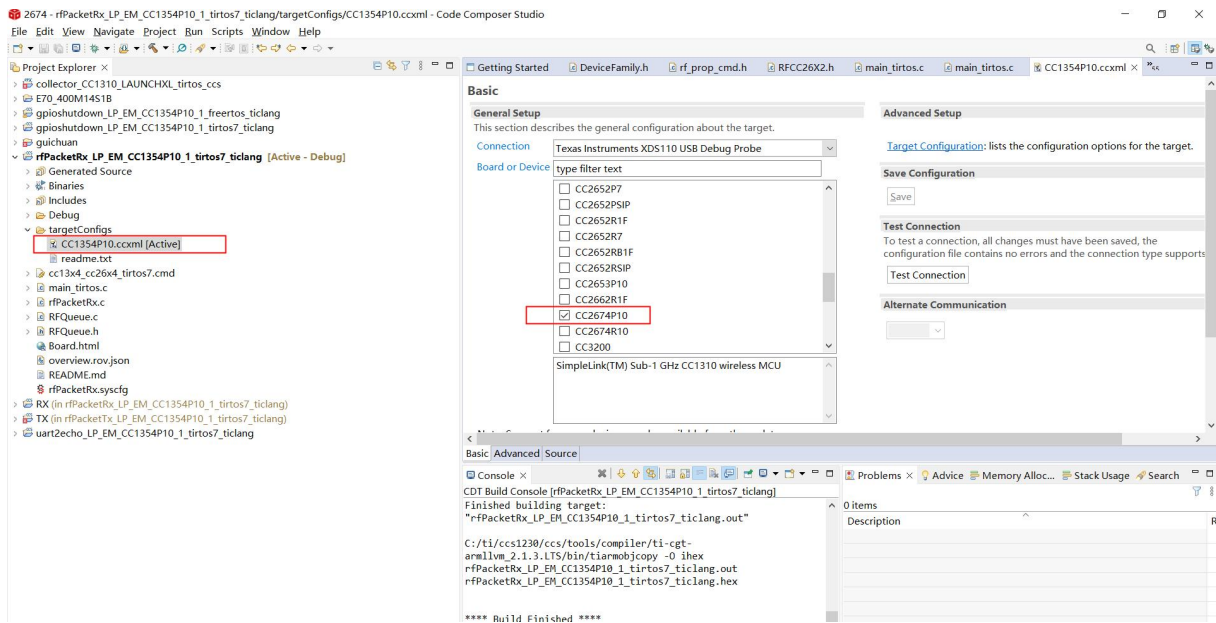 2674 - rfPacketRx_LP_EM_CC1354P10_1_tirtos7_ticlang/targetConfigs/CC1354P10.ccxml - Code Composer Studio
File Edit View Navigate Project Run Scripts Window Help
Project Explorer
collector_CC1310_LAUNCHXL_tirtos_ccs
E70_400M14S1B
gpioshutdown_LP_EM_CC1354P10_1_freertos_ticlang
gpioshutdown_LP_EM_CC1354P10_1_tirtos7_ticlang
guichuan
rfPacketRx_LP_EM_CC1354P10_1_tirtos7_ticlang [Active - Debug]
Generated Source
Binaries
Includes
Debug
targetConfigs
CC1354P10.ccxml [Active]
readme.txt
cc13x4_cc26x4_tirtos7.cmd
main_tirtos.c
rfPacketRx.c
RFQueue.c
RFQueue.h
Board.html
overview.rov.json
README.md
rfPacketRx.syscfg
RX (in rfPacketRx_LP_EM_CC1354P10_1_tirtos7_ticlang)
TX (in rfPacketTx_LP_EM_CC1354P10_1_tirtos7_ticlang)
uart2echo_LP_EM_CC1354P10_1_tirtos7_ticlang
Getting Started DeviceFamily.h rf_prop_cmd.h RFCC26X2.h main_tirtos.c main_tirtos.c CC1354P10.ccxml
Basic
General Setup
This section describes the general configuration about the target.
Connection Texas Instruments XDS110 USB Debug Probe
Board or Device type filter text
CC2652P7
CC2652PSIP
CC2652R1F
CC2652R7
CC2652RB1F
CC2652RSIP
CC2653P10
CC2662R1F
CC2674P10
CC2674R10
CC3200
SimpleLink(TM) Sub-1 GHz CC1310 wireless MCU
Advanced Setup
Target Configuration: lists the configuration options for the target.
Save Configuration
Save
Test Connection
To test a connection, all changes must have been saved, the
configuration file contains no errors and the connection type supports
Test Connection
Alternate Communication
Basic Advanced Source
Console
CDT Build Console [rfPacketRx_LP_EM_CC1354P10_1_tirtos7_ticlang]
Finished building target:
"rfPacketRx_LP_EM_CC1354P10_1_tirtos7_ticlang.out"
C:/ti/ccs1230/ccs/tools/compiler/ti-cgt-
armllvm_2.1.3.LTS/bin/tiarmobjcopy -O ihex
rfPacketRx_LP_EM_CC1354P10_1_tirtos7_ticlang.out
rfPacketRx_LP_EM_CC1354P10_1_tirtos7_ticlang.hex
**** Build Finished ****
Problems Advice Memory Alloc... Stack Usage Search
0 items
Description